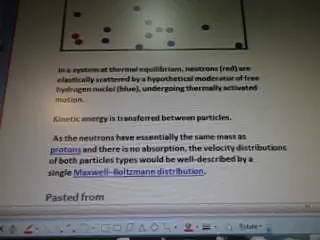 In a system at thermal equilibrium, neutrons (red) are
elastically scattered by a hypothetical moderator of free
hydrogen nuclei (blue), undergoing thermally activated
motion.
Kinetic energy is transferred between particles.
As the neutrons have essentially the same mass as
protons and there is no absorption, the velocity distributions
of both particles types would be well-described by a
single Maxwell–Boltzmann distribution.
Pasted from
Rotate